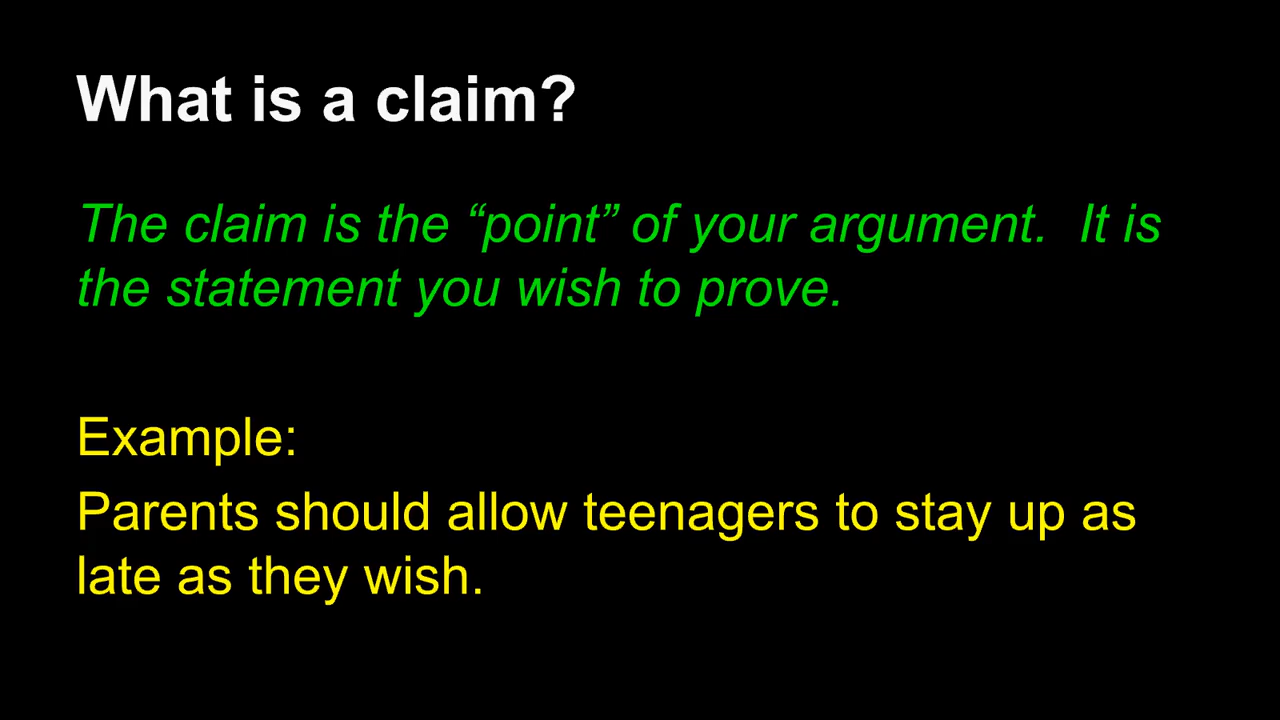 What is a claim?
The claim is the “point” of your argument.  It is
the statement you wish to prove.
Example:
Parents should allow teenagers to stay up as
late as they wish.